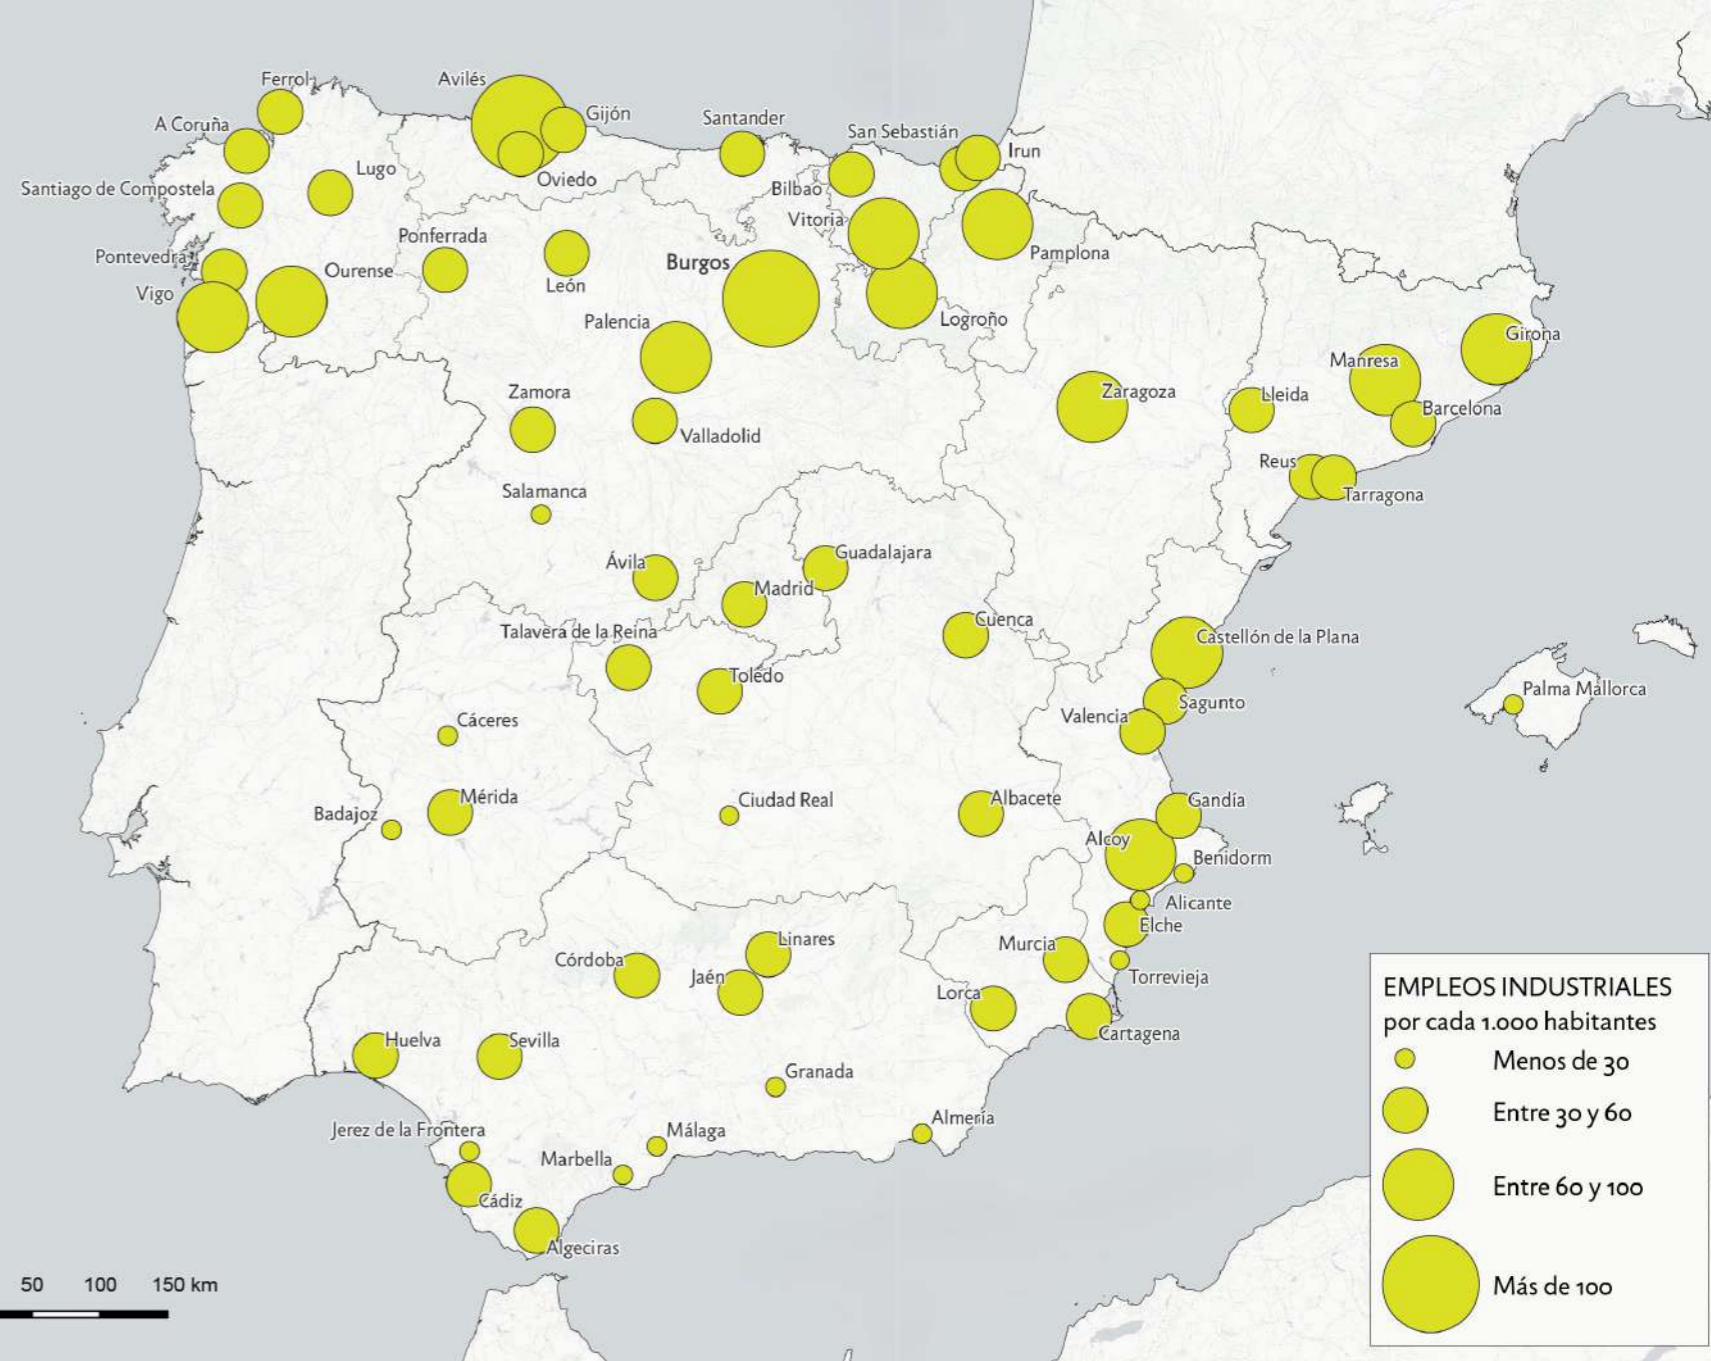 Ferrol
Avilés
Gijón
A Coruña
Santander
San Sebastián
Irun
Lugo
Oviedo
Santiago de Compostela
Bilbao
Vitoria
Pontevedra
Ponferrada
Pamplona
Burgos
Ourense
León
Vigo
Palencia
Logroño
Girona
Manresa
Zamora
Zaragoza
Lleida
Barcelona
Valladolid
Reus
Salamanca
Tarragona
Guadalajara
Ávila
Madrid
Cuenca
Talavera de la Reina
Castellón de la Plana
Toledo
Palma Mallorca
Sagunto
Valencia
Cáceres
Mérida
Ciudad Real
Albacete
Gandía
Badajoz
Alcoy
Benidorm
Alicante
Elche
Linares
Murcia
Córdoba
Jaén
Torrevieja
Lorca
Cartagena
Huelva
Sevilla
Granada
Almería
Jerez de la Frontera
Málaga
Marbella
Cádiz
Algeciras
EMPLEOS INDUSTRIALES
por cada 1.000 habitantes
Menos de 30
Entre 30 y 60
Entre 60 y 100
Más de 100
50 100 150 km